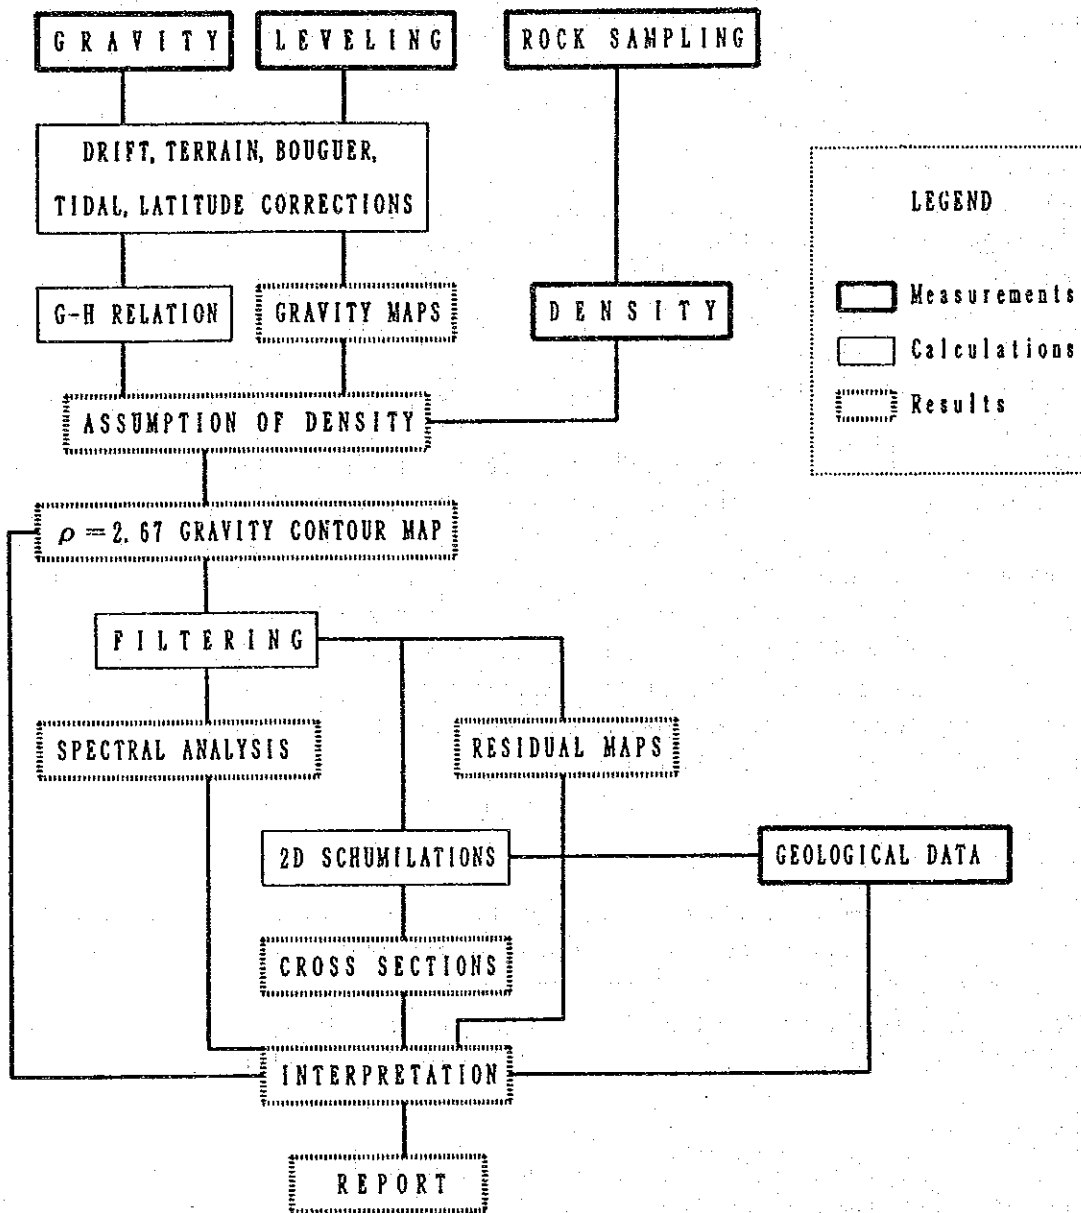 GRAVITY
LEVELING
ROCK SAMPLING
DRIFT, TERRAIN, BOUGUER,
TIDAL, LATITUDE CORRECTIONS
LEGEND
Measurements
Calculations
Results
G-H RELATION
GRAVITY MAPS
DENSITY
ASSUMPTION OF DENSITY
ρ=2.67 GRAVITY CONTOUR MAP
FILTERING
SPECTRAL ANALYSIS
RESIDUAL MAPS
2D SCHUMILATIONS
GEOLOGICAL DATA
CROSS SECTIONS
INTERPRETATION
REPORT